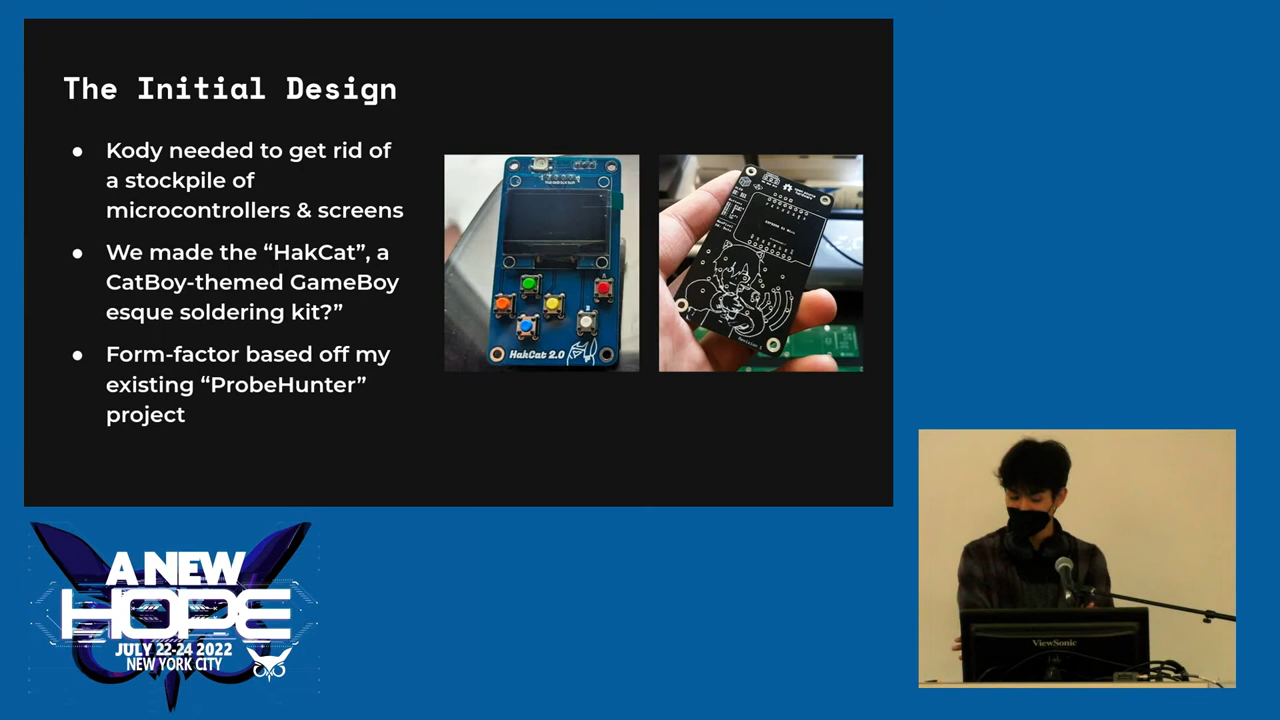 The Initial Design
● Kody needed to get rid of
a stockpile of
microcontrollers & screens
● We made the “HakCat”, a
CatBoy-themed GameBoy
esque soldering kit?”
● Form-factor based off my
existing “ProbeHunter”
project
HakCat 2.0
A NEW
HOPE
JULY 22-24 2022
NEW YORK CITY
ViewSonic